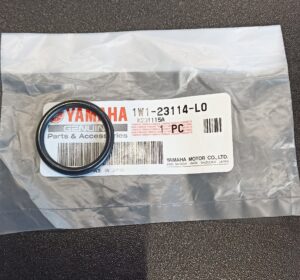 YAMAHA
1W1-23114-L0
GENUINE
Parts & Accessories
1 PC
YAMAHA MOTOR CO., LTD.